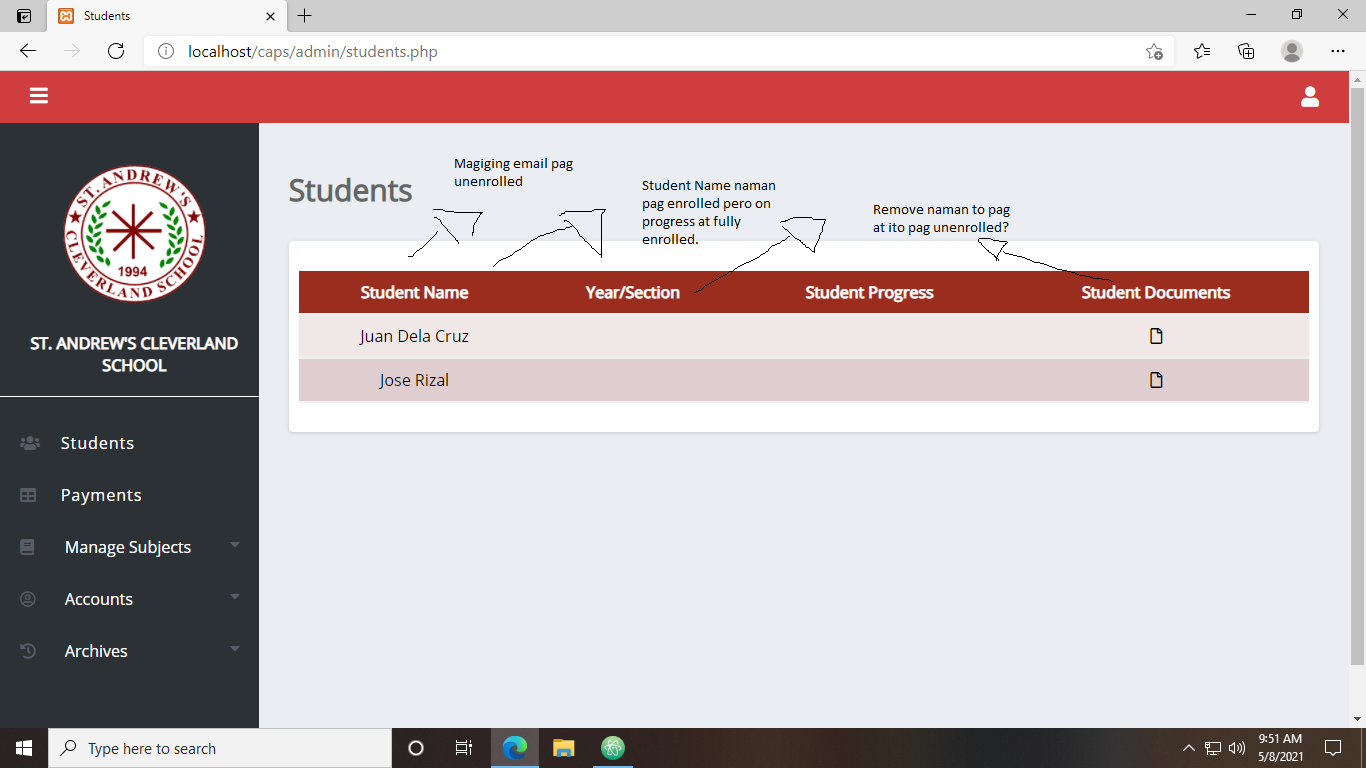 Students
localhost/caps/admin/students.php
ST. ANDREW'S CLEVERLAND SCHOOL
1994
ST. ANDREW'S CLEVERLAND
SCHOOL
Students
Payments
Manage Subjects
Accounts
Archives
Students
Magiging email pag
unenrolled
Student Name naman
pag enrolled pero on
progress at fully
enrolled.
Remove naman to pag
at ito pag unenrolled?
Student Name Year/Section Student Progress Student Documents
Juan Dela Cruz
Jose Rizal
Type here to search
9:51 AM
5/8/2021